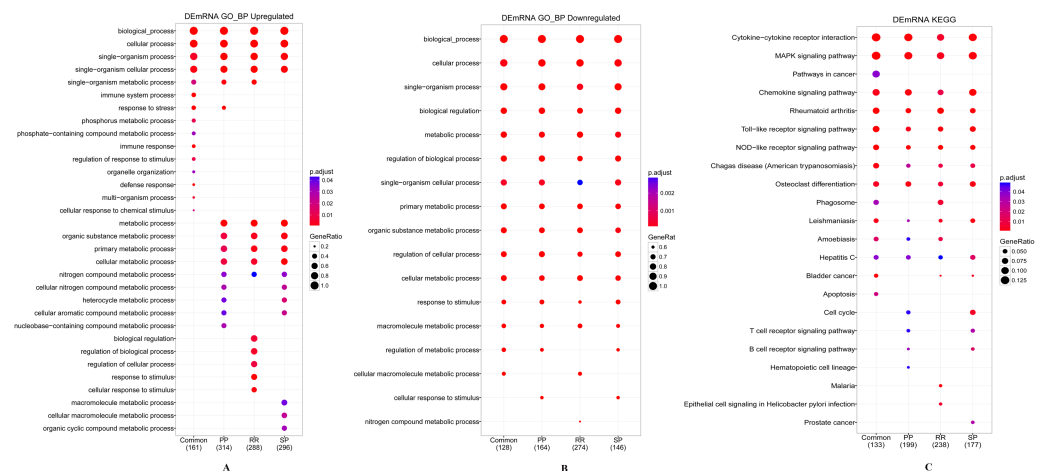 DEmRNA GO_BP Upregulated
biological_process
cellular process
single−organism process
single−organism cellular process
single−organism metabolic process
immune system process
response to stress
phosphorus metabolic process
phosphate−containing compound metabolic process
immune response
regulation of response to stimulus
organelle organization
defense response
multi−organism process
cellular response to chemical stimulus
metabolic process
organic substance metabolic process
primary metabolic process
cellular metabolic process
nitrogen compound metabolic process
cellular nitrogen compound metabolic process
heterocycle metabolic process
cellular aromatic compound metabolic process
nucleobase−containing compound metabolic process
biological regulation
regulation of biological process
regulation of cellular process
response to stimulus
cellular response to stimulus
macromolecule metabolic process
cellular macromolecule metabolic process
organic cyclic compound metabolic process
Common PP RR SP
(161) (314) (288) (296)
p.adjust
0.04
0.03
0.02
0.01
GeneRatio
0.2
0.4
0.6
0.8
1.0
A
DEmRNA GO_BP Downregulated
biological_process
cellular process
single−organism process
biological regulation
metabolic process
regulation of biological process
single−organism cellular process
primary metabolic process
organic substance metabolic process
regulation of cellular process
cellular metabolic process
response to stimulus
macromolecule metabolic process
regulation of metabolic process
cellular macromolecule metabolic process
cellular response to stimulus
nitrogen compound metabolic process
Common PP RR SP
(128) (164) (274) (146)
p.adjust
0.002
0.001
GeneRat
0.6
0.7
0.8
0.9
1.0
B
DEmRNA KEGG
Cytokine−cytokine receptor interaction
MAPK signaling pathway
Pathways in cancer
Chemokine signaling pathway
Rheumatoid arthritis
Toll−like receptor signaling pathway
NOD−like receptor signaling pathway
Chagas disease (American trypanosomiasis)
Osteoclast differentiation
Phagosome
Leishmaniasis
Amoebiasis
Hepatitis C
Bladder cancer
Apoptosis
Cell cycle
T cell receptor signaling pathway
B cell receptor signaling pathway
Hematopoietic cell lineage
Malaria
Epithelial cell signaling in Helicobacter pylori infection
Prostate cancer
Common PP RR SP
(133) (199) (238) (177)
p.adjust
0.04
0.03
0.02
0.01
GeneRatio
0.050
0.075
0.100
0.125
C